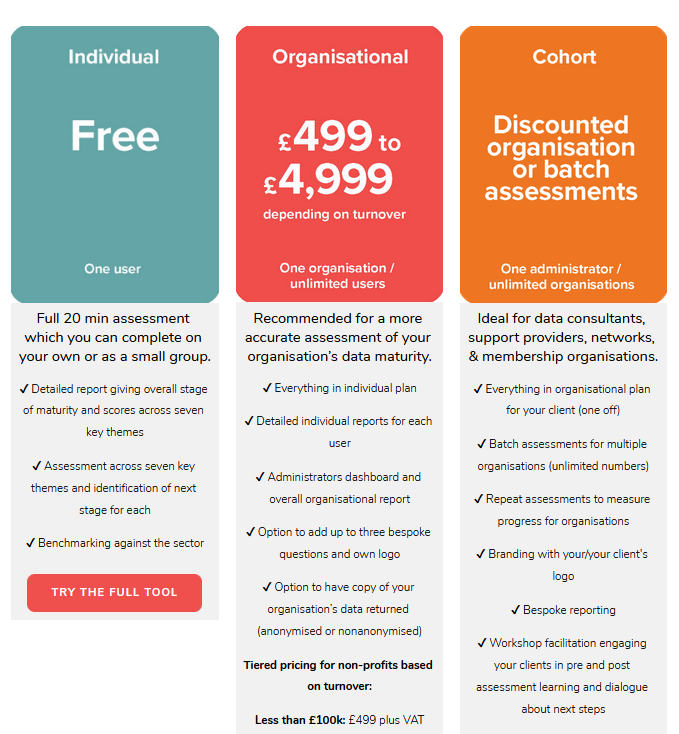 Individual
Free
One user
Full 20 min assessment
which you can complete on
your own or as a small group.
✓ Detailed report giving overall stage
of maturity and scores across seven
key themes
✓ Assessment across seven key
themes and identification of next
stage for each
✓ Benchmarking against the sector
TRY THE FULL TOOL
Organisational
£499 to
£4,999
depending on turnover
One organisation /
unlimited users
Recommended for a more
accurate assessment of your
organisation's data maturity.
✓ Everything in individual plan
✓ Detailed individual reports for each
user
✓ Administrators dashboard and
overall organisational report
✓ Option to add up to three bespoke
questions and own logo
✓ Option to have copy of your
organisation's data returned
(anonymised or nonanonymised)
Tiered pricing for non-profits based
on turnover:
Less than £100k: £499 plus VAT
Cohort
Discounted
organisation
or batch
assessments
One administrator /
unlimited organisations
Ideal for data consultants,
support providers, networks,
& membership organisations.
✓ Everything in organisational plan
for your client (one off)
✓ Batch assessments for multiple
organisations (unlimited numbers)
✓ Repeat assessments to measure
progress for organisations
✓ Branding with your/your client's
logo
✓ Bespoke reporting
✓ Workshop facilitation engaging
your clients in pre and post
assessment learning and dialogue
about next steps